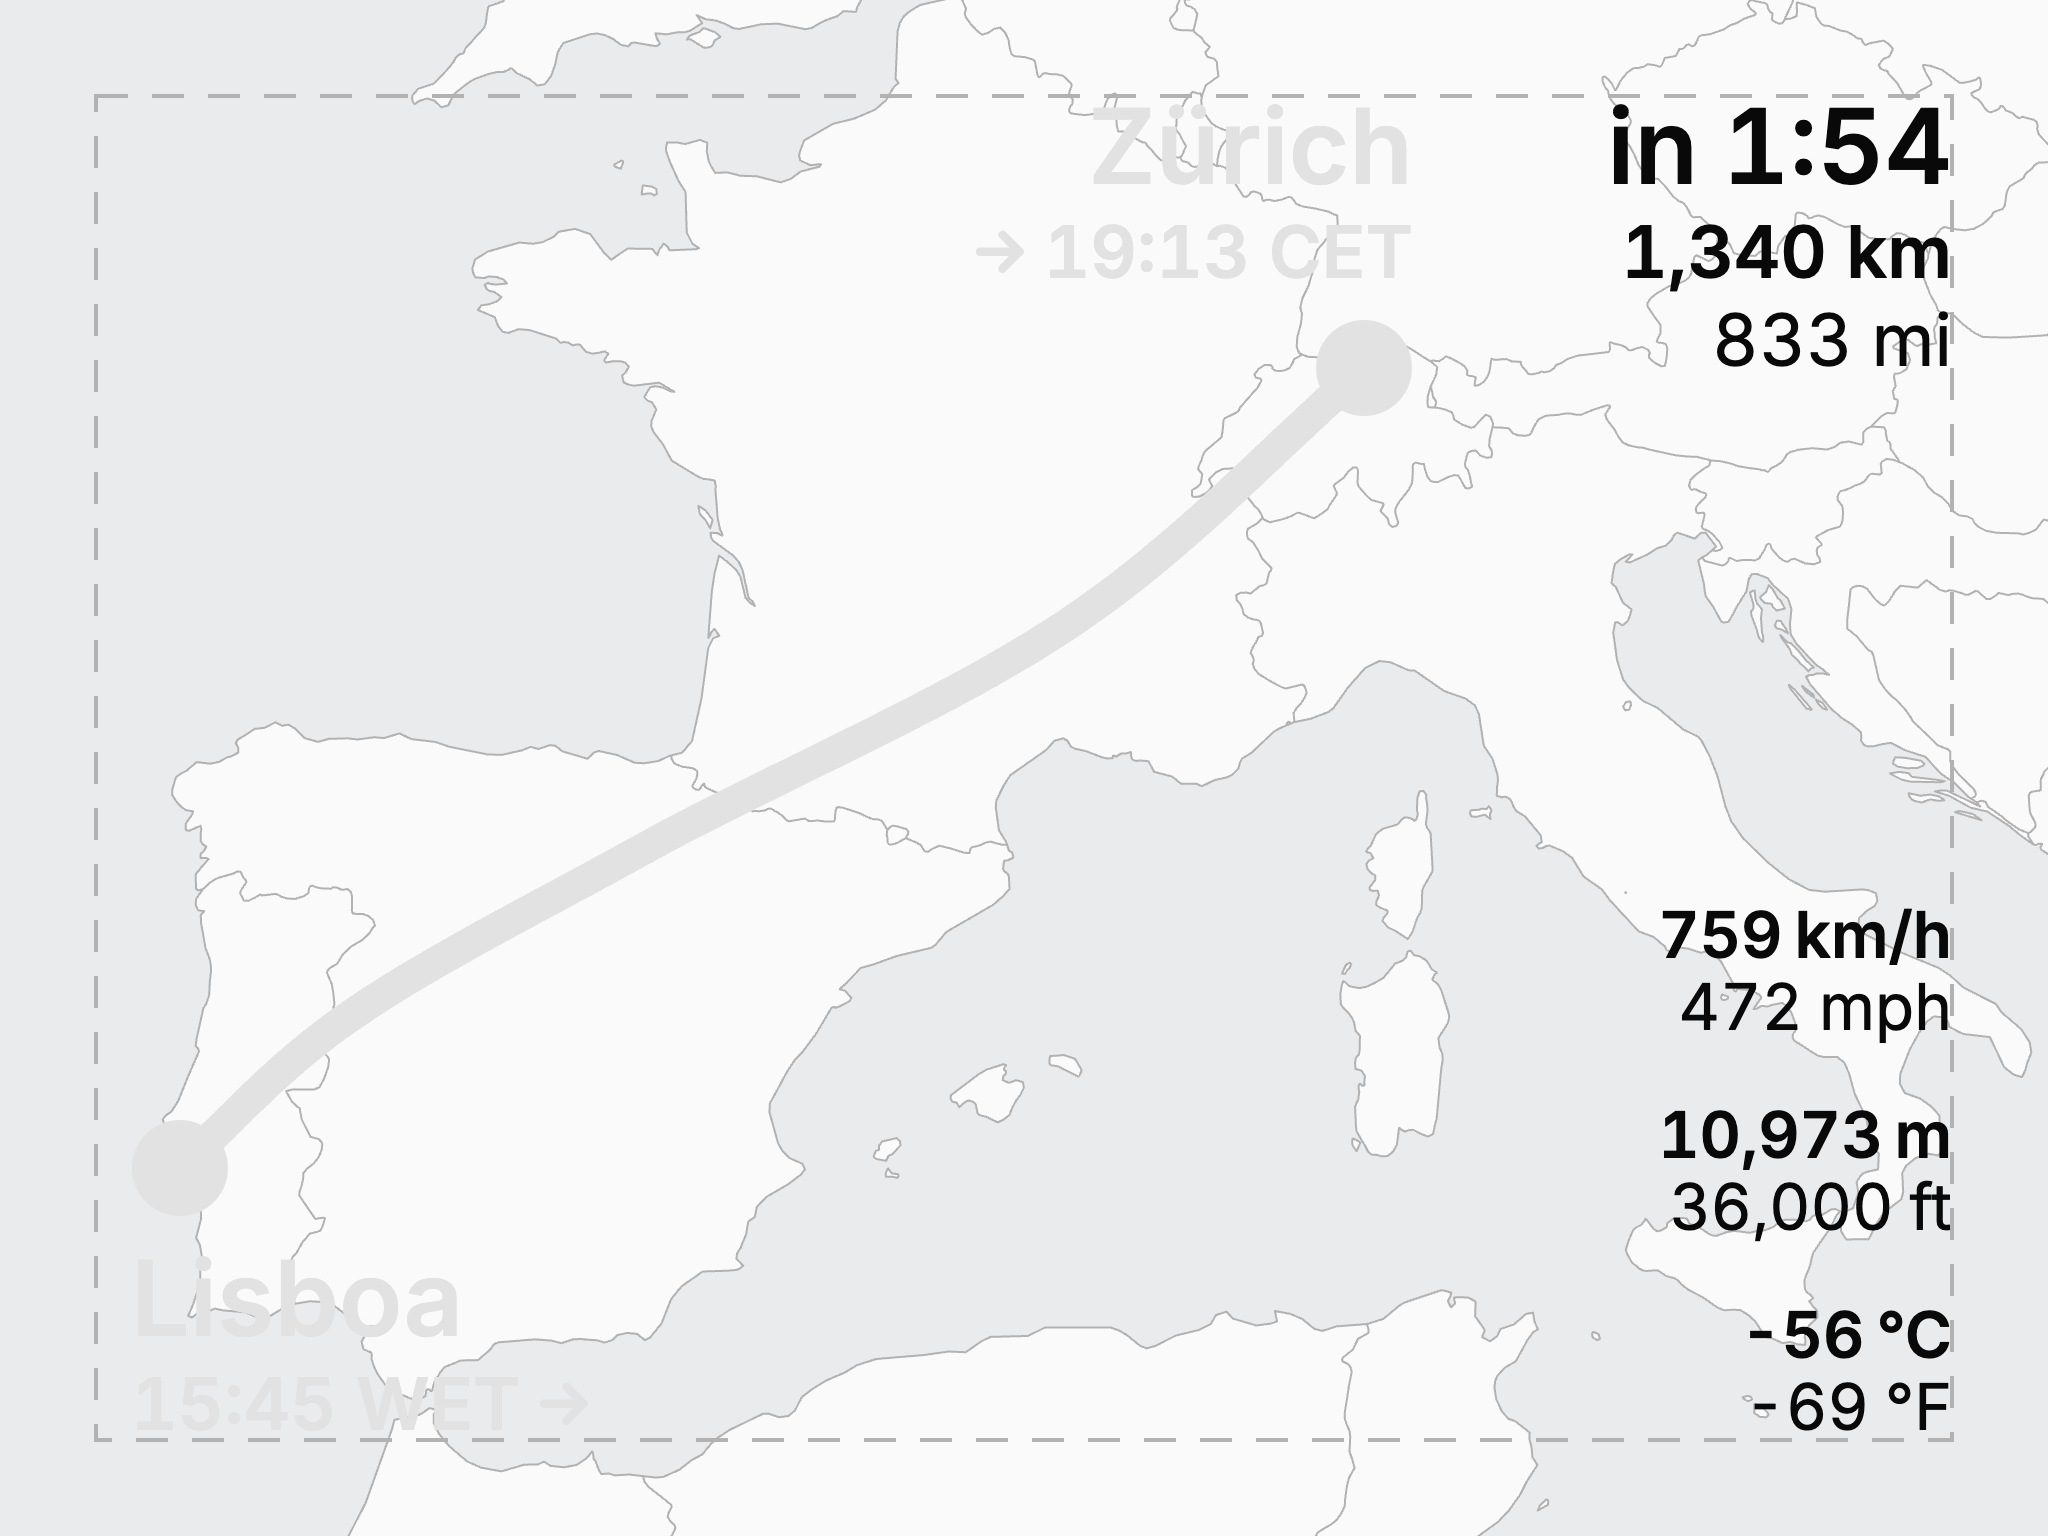 Zürich
→ 19:13 CET
in 1:54
1,340 km
833 mi
759 km/h
472 mph
10,973 m
36,000 ft
-56 °C
-69 °F
Lisboa
15:45 WET →